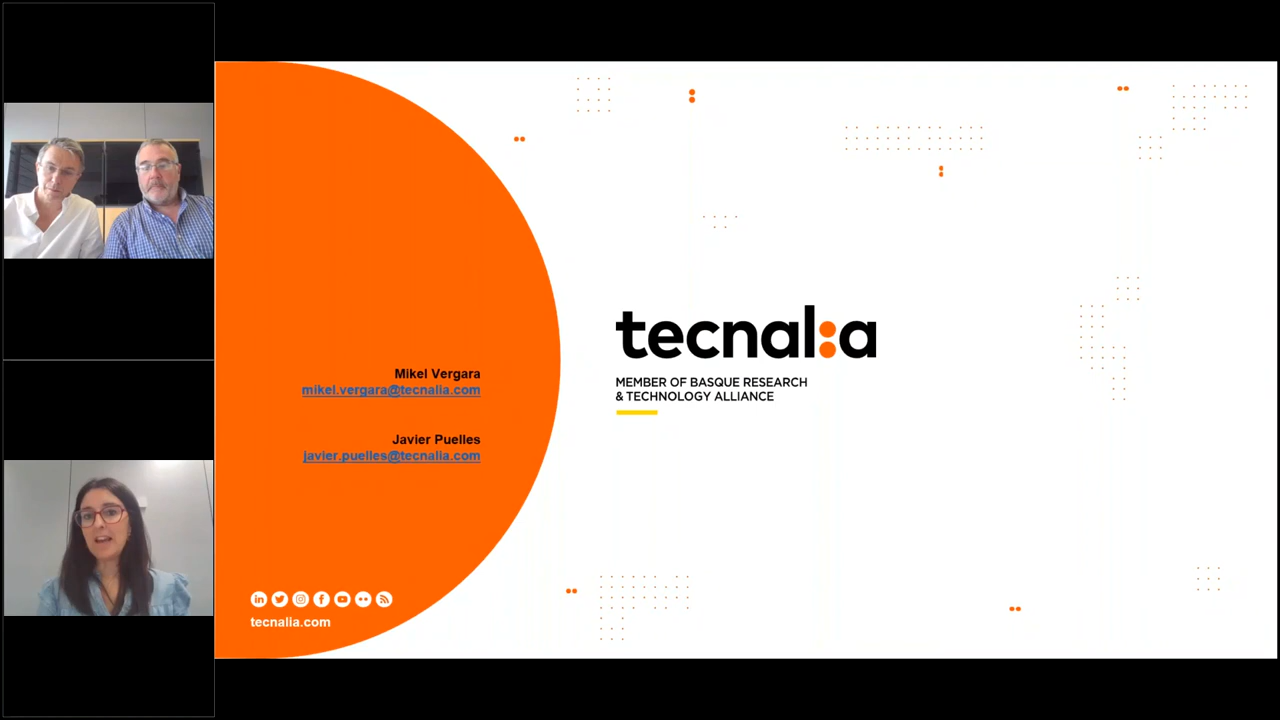 Mikel Vergara
mikel.vergara@tecnalia.com
Javier Puelles
javier.puelles@tecnalia.com
tecnalia.com
tecnalia
MEMBER OF BASQUE RESEARCH
& TECHNOLOGY ALLIANCE